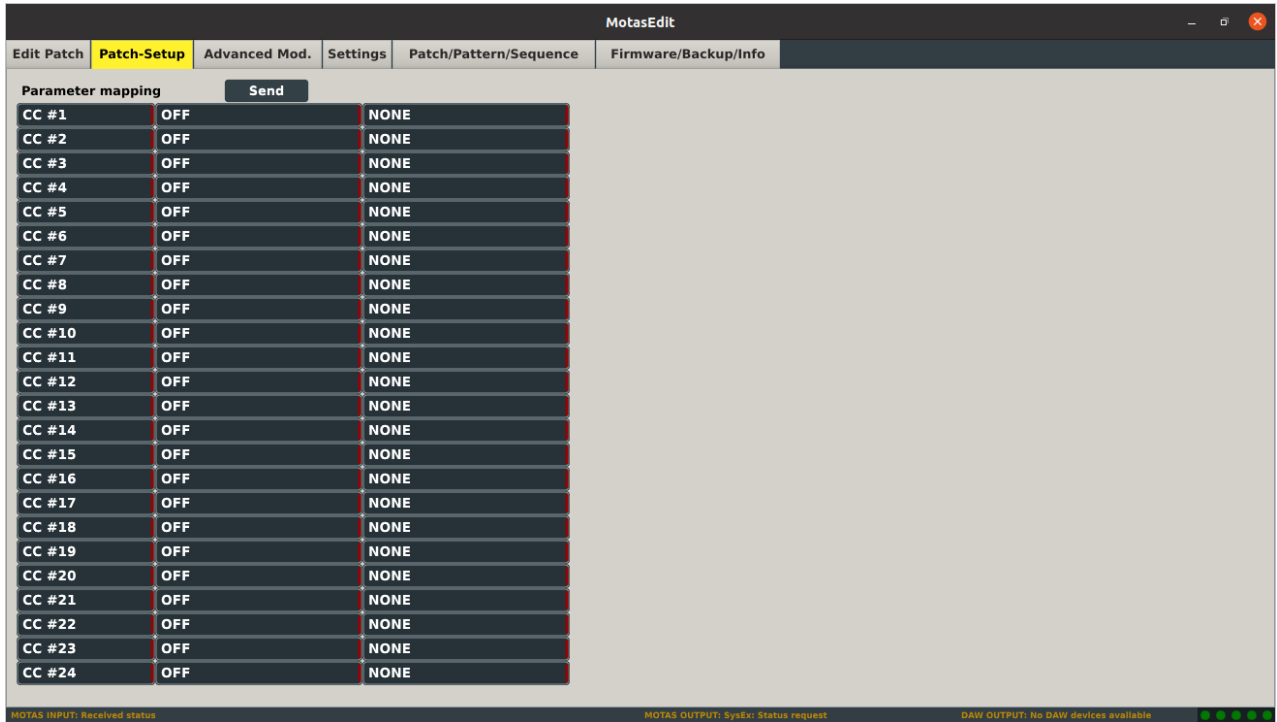 MotasEdit
Edit Patch Patch-Setup Advanced Mod. Settings Patch/Pattern/Sequence Firmware/Backup/Info
Parameter mapping Send
CC #1 OFF NONE
CC #2 OFF NONE
CC #3 OFF NONE
CC #4 OFF NONE
CC #5 OFF NONE
CC #6 OFF NONE
CC #7 OFF NONE
CC #8 OFF NONE
CC #9 OFF NONE
CC #10 OFF NONE
CC #11 OFF NONE
CC #12 OFF NONE
CC #13 OFF NONE
CC #14 OFF NONE
CC #15 OFF NONE
CC #16 OFF NONE
CC #17 OFF NONE
CC #18 OFF NONE
CC #19 OFF NONE
CC #20 OFF NONE
CC #21 OFF NONE
CC #22 OFF NONE
CC #23 OFF NONE
CC #24 OFF NONE
MOTAS INPUT: Received status MOTAS OUTPUT: SysEx: Status request DAW OUTPUT: No DAW devices available